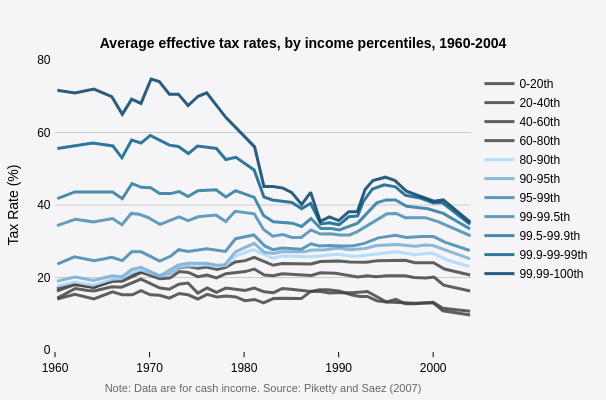 Average effective tax rates, by income percentiles, 1960-2004
80
60
40
20
0
Tax Rate (%)
1960
1970
1980
1990
2000
0-20th
20-40th
40-60th
60-80th
80-90th
90-95th
95-99th
99-99.5th
99.5-99.9th
99.9-99-99th
99.99-100th
Note: Data are for cash income. Source: Piketty and Saez (2007)